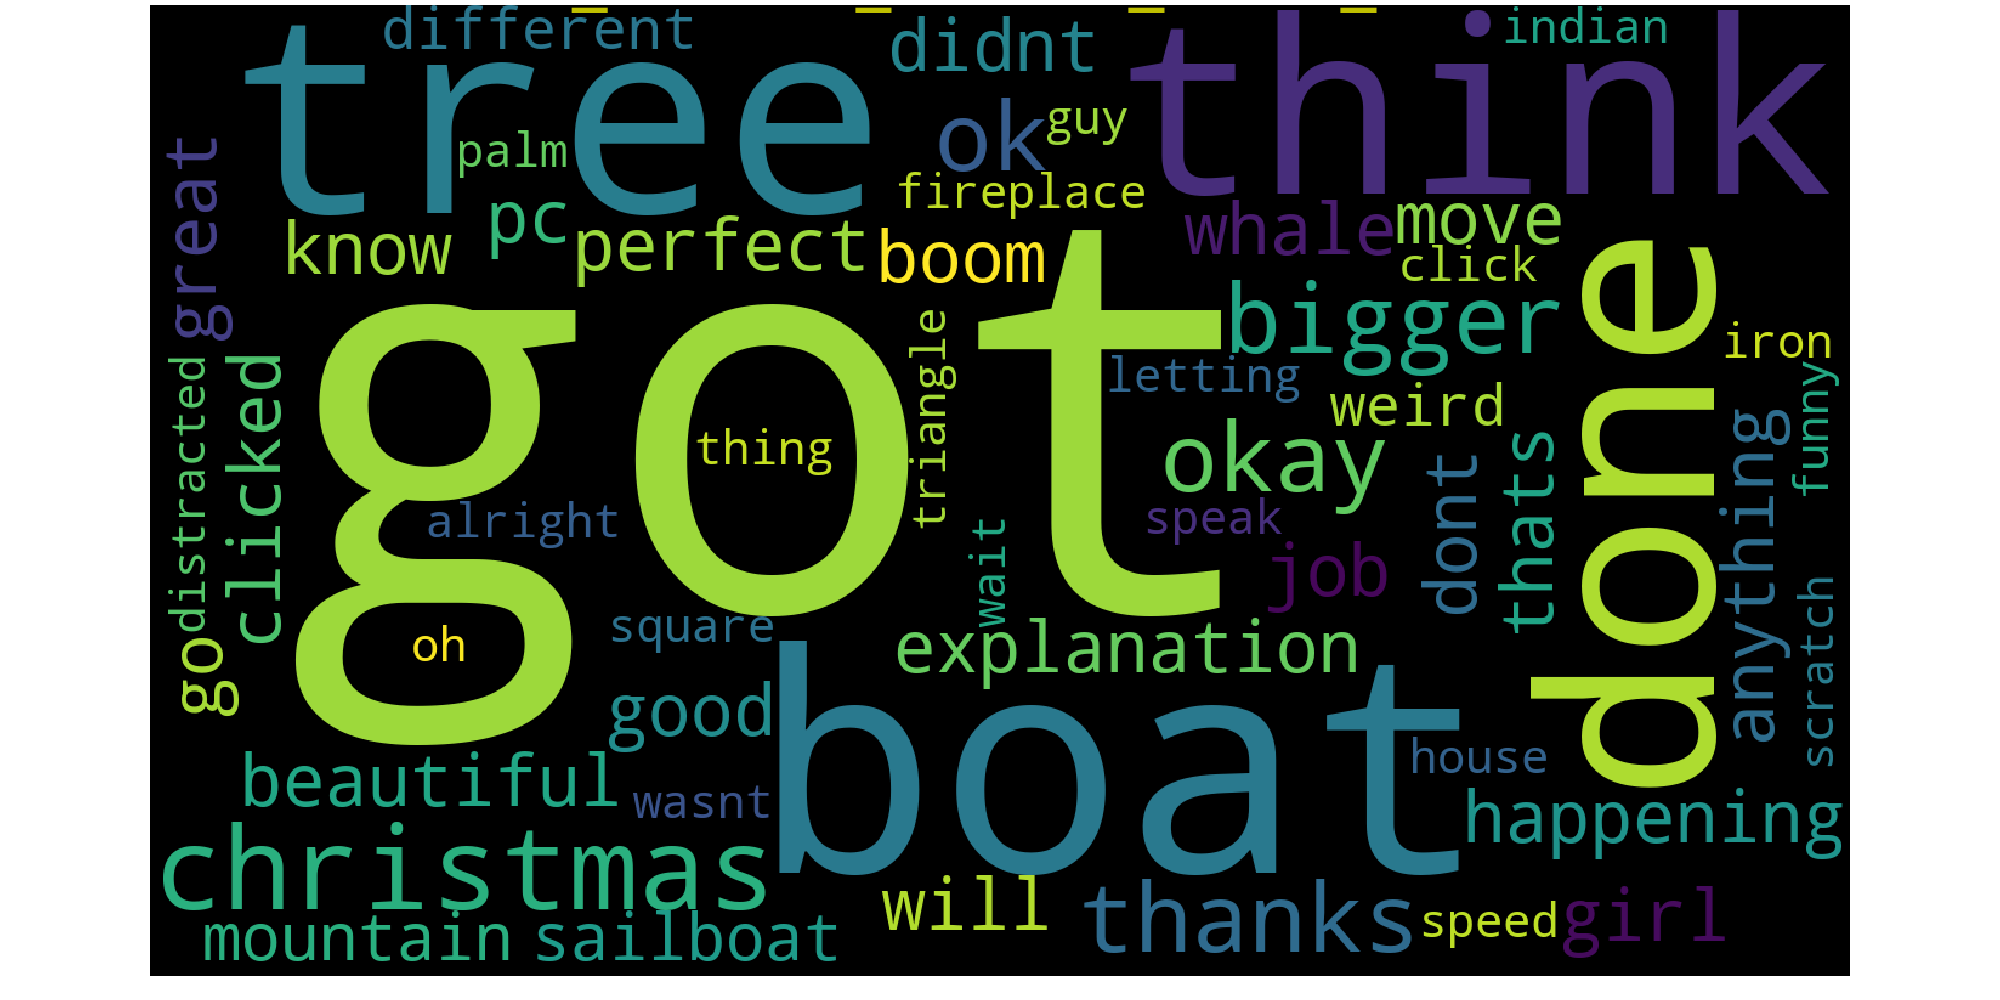 different
didnt
indian
tree
think
great
palm
ok
guy
fireplace
know
pc
perfect
boom
whale
move
click
got
bigger
done
iron
letting
funny
distracted
clicked
thing
triangle
weird
okay
alright
wait
speak
dont
thats
anything
job
go
oh
square
explanation
scratch
good
boat
house
beautiful
wasnt
happening
christmas
will
thanks
speed
girl
mountain
sailboat